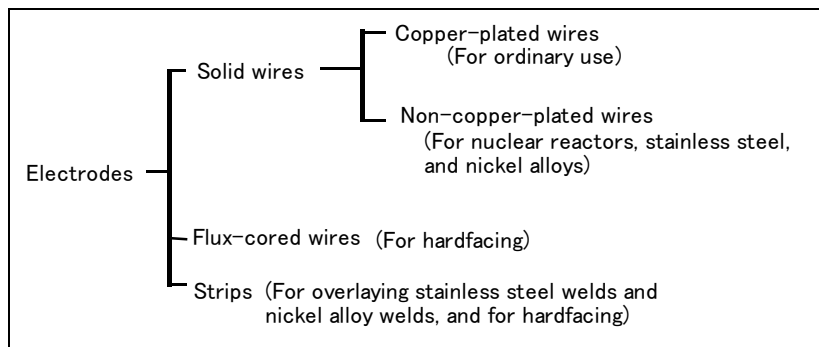 Copper-plated wires
(For ordinary use)
Solid wires
Non-copper-plated wires
(For nuclear reactors, stainless steel,
and nickel alloys)
Electrodes
Flux-cored wires (For hardfacing)
Strips (For overlaying stainless steel welds and
nickel alloy welds, and for hardfacing)